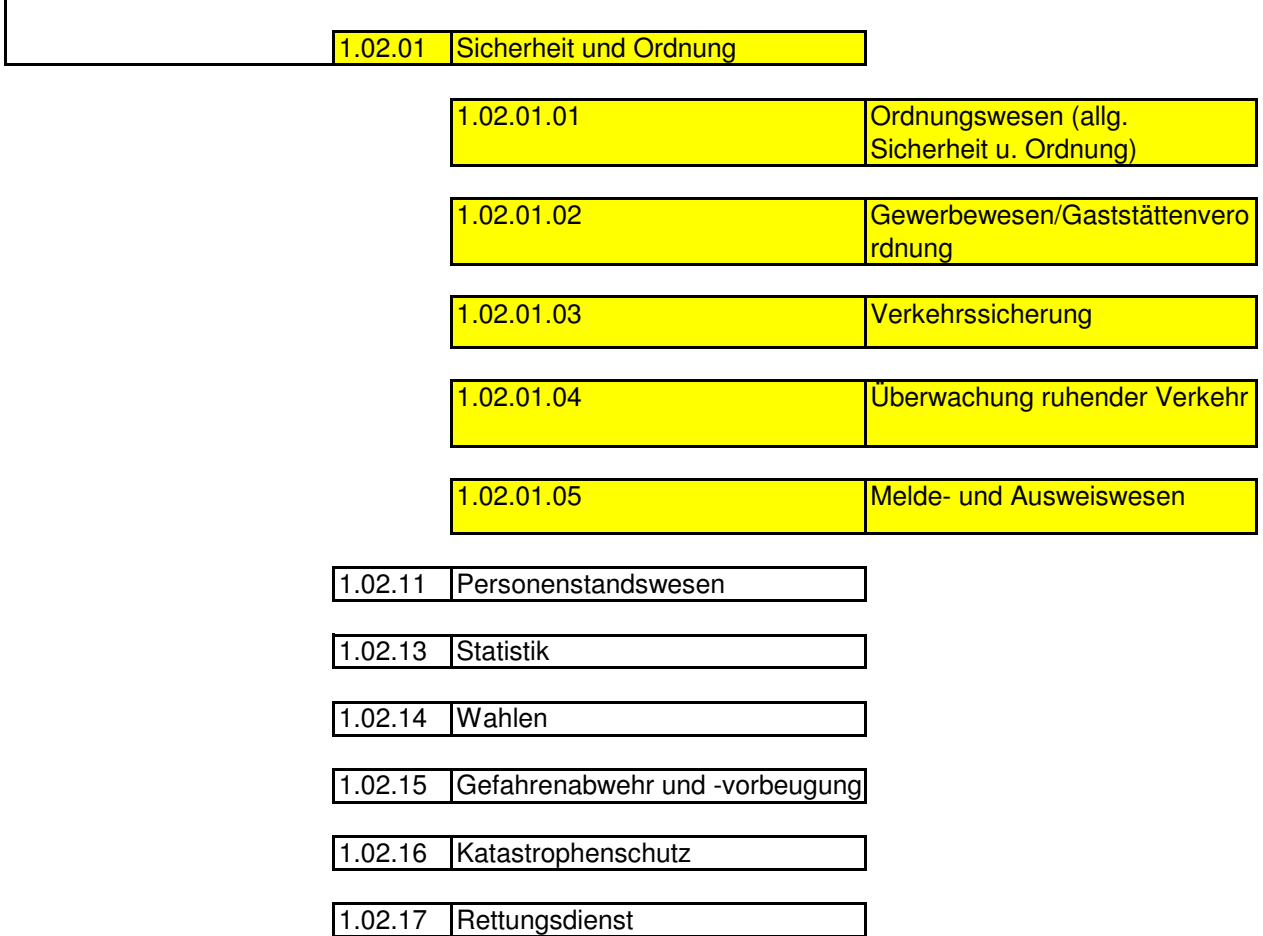 1.02.01 Sicherheit und Ordnung
1.02.01.01 Ordnungswesen (allg.
Sicherheit u. Ordnung)
1.02.01.02 Gewerbewesen/Gaststättenvero
rdnung
1.02.01.03 Verkehrssicherung
1.02.01.04 Überwachung ruhender Verkehr
1.02.01.05 Melde- und Ausweiswesen
1.02.11 Personenstandswesen
1.02.13 Statistik
1.02.14 Wahlen
1.02.15 Gefahrenabwehr und -vorbeugung
1.02.16 Katastrophenschutz
1.02.17 Rettungsdienst